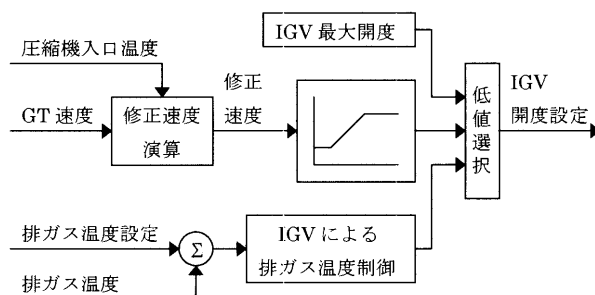 IGV 最大開度
圧縮機入口温度
GT 速度
修正速度
演算
修正
速度
低値選択
IGV
開度設定
排ガス温度設定
Σ
排ガス温度
IGV による
排ガス温度制御